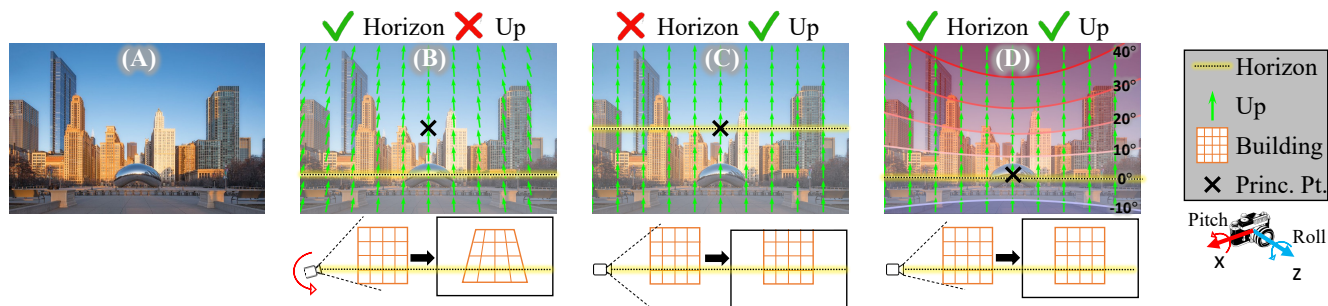 Horizon Up
Horizon Up
Horizon Up
(A)
(B)
(C)
(D)
40°
30°
20°
10°
0°
-10°
Horizon
Up
Building
Princ. Pt.
Pitch
Roll
X
Z